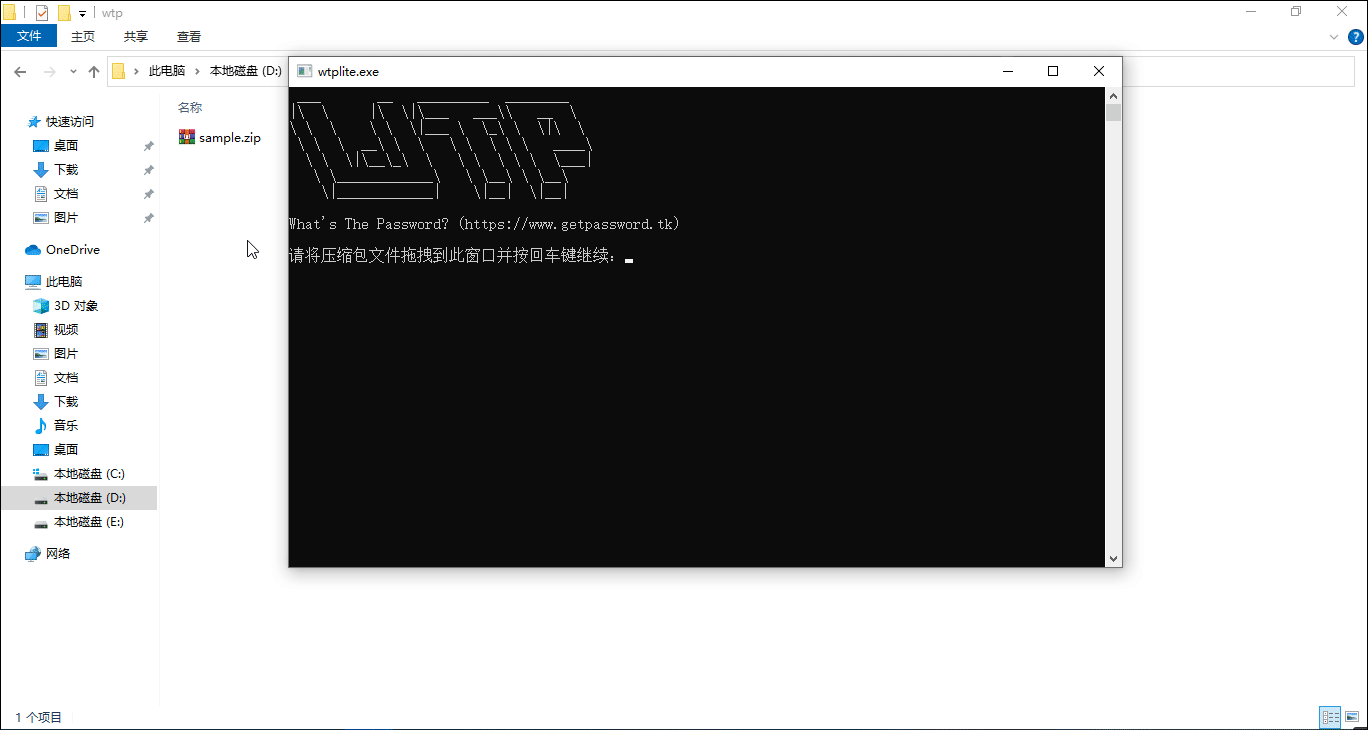 wtp
文件 主页 共享 查看
此电脑 本地磁盘 (D:)
wtplite.exe
名称
sample.zip
快速访问
桌面
下载
文档
图片
OneDrive
此电脑
3D 对象
视频
图片
文档
下载
音乐
桌面
本地磁盘 (C:)
本地磁盘 (D:)
本地磁盘 (E:)
网络
WTP
What's The Password? (https://www.getpassword.tk)
请将压缩包文件拖拽到此窗口并按回车键继续:
1 个项目